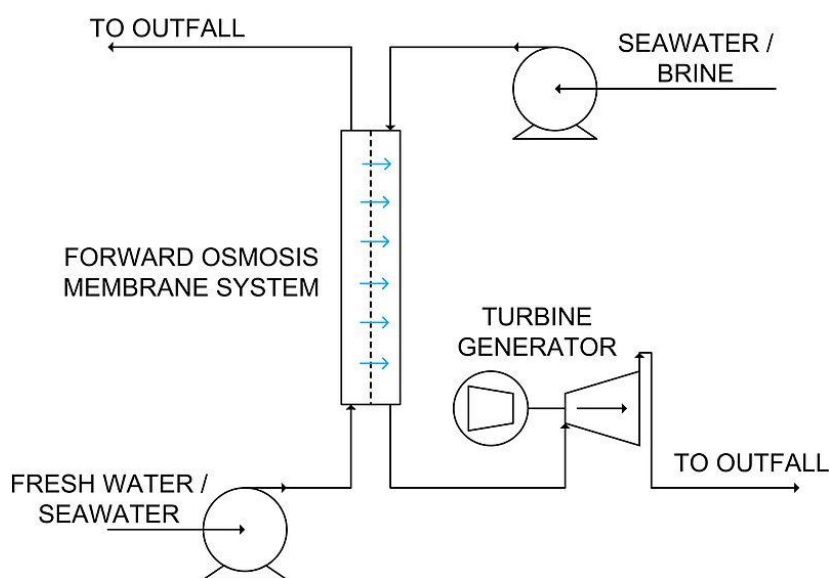 TO OUTFALL
SEAWATER /
BRINE
FORWARD OSMOSIS
MEMBRANE SYSTEM
TURBINE
GENERATOR
TO OUTFALL
FRESH WATER /
SEAWATER